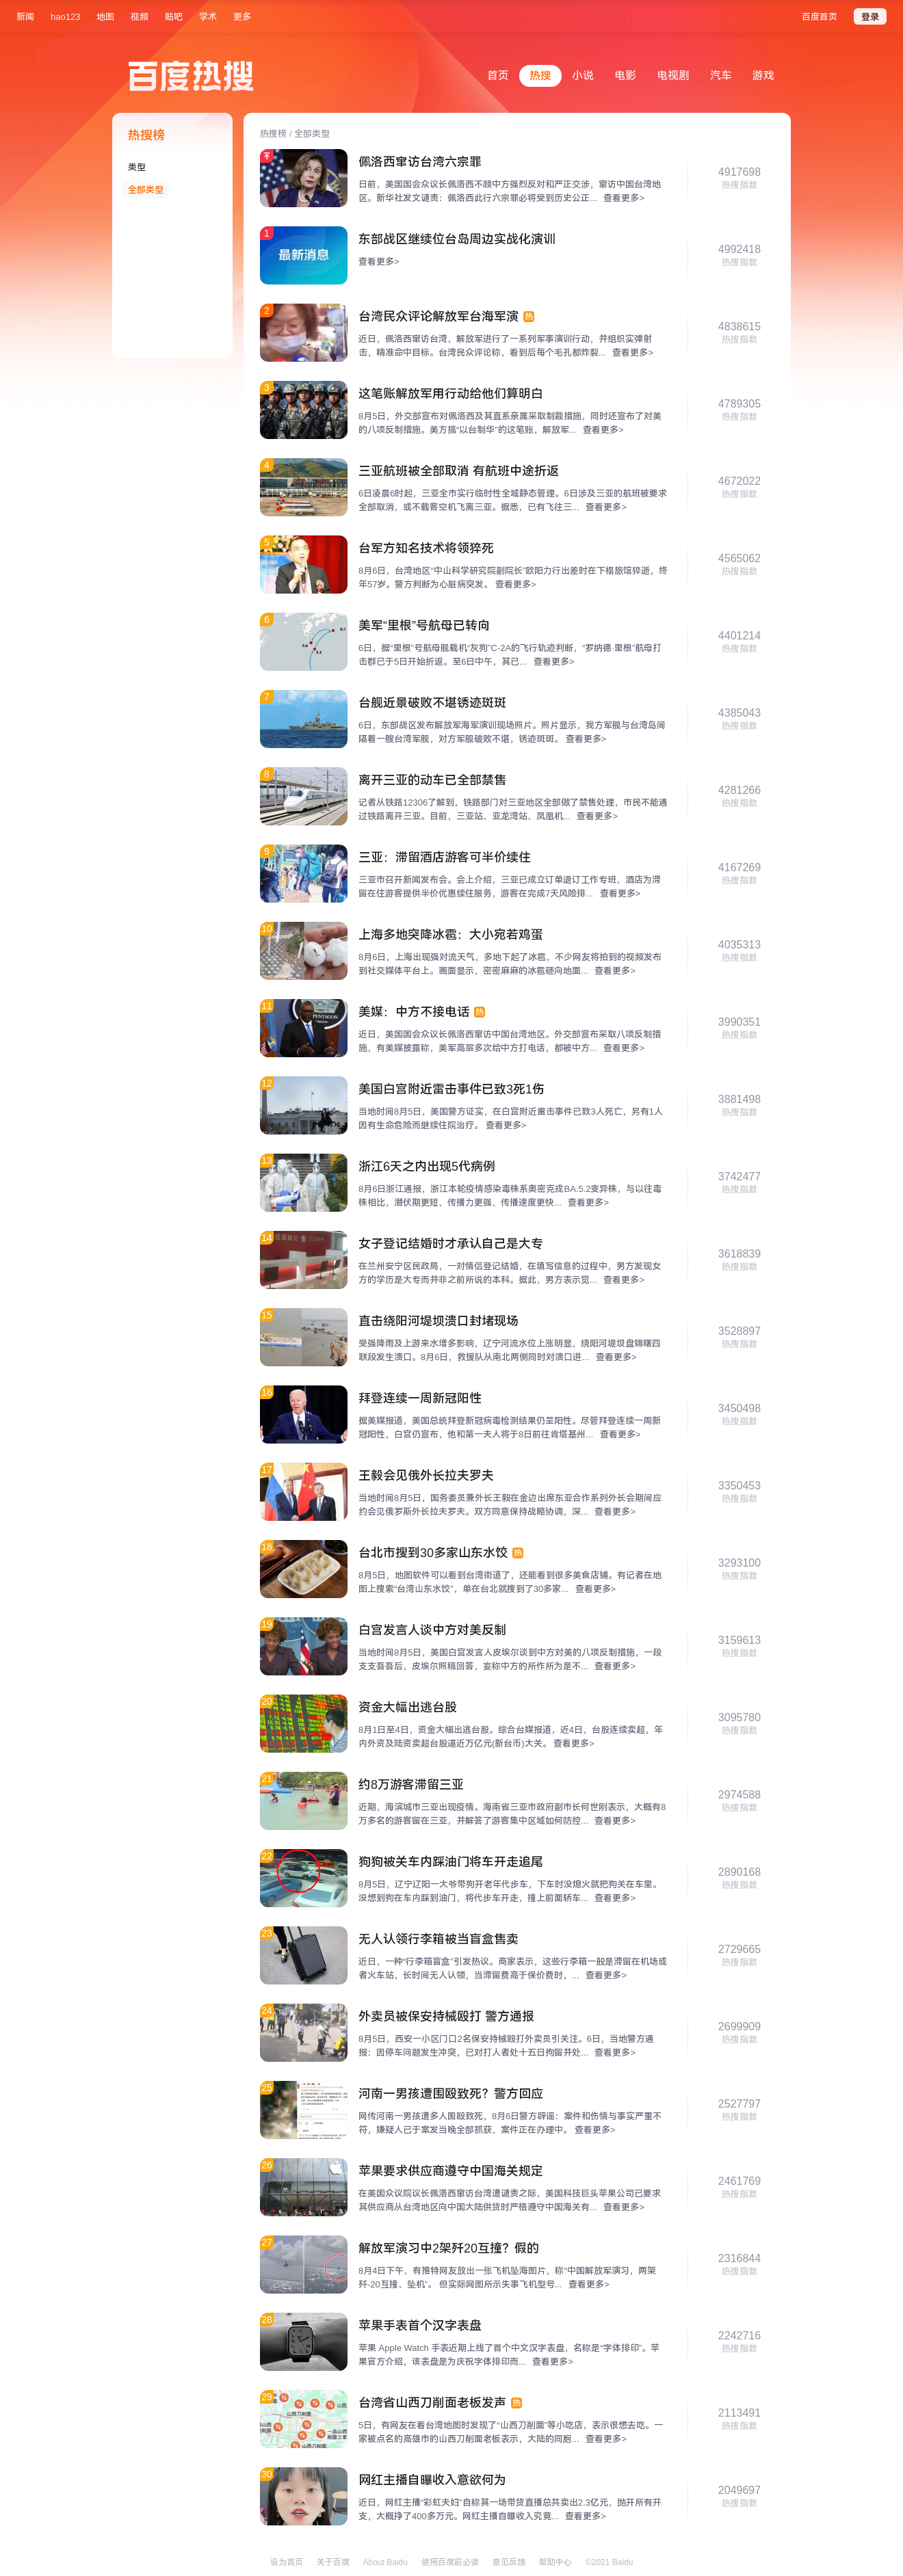 新闻 hao123 地图 视频 贴吧 学术 更多 百度首页 登录
百度热搜
首页 热搜 小说 电影 电视剧 汽车 游戏
热搜榜
类型
全部类型
热搜榜 / 全部类型
佩洛西窜访台湾六宗罪
日前，美国国会众议长佩洛西不顾中方强烈反对和严正交涉，窜访中国台湾地
区。新华社发文谴责：佩洛西此行六宗罪必将受到历史公正... 查看更多>
4917698
热搜指数
1
最新消息
东部战区继续位台岛周边实战化演训
查看更多>
4992418
热搜指数
2
台湾民众评论解放军台海军演 热
近日，佩洛西窜访台湾，解放军进行了一系列军事演训行动，并组织实弹射
击，精准命中目标。台湾民众评论称，看到后每个毛孔都炸裂... 查看更多>
4838615
热搜指数
3
这笔账解放军用行动给他们算明白
8月5日，外交部宣布对佩洛西及其直系亲属采取制裁措施，同时还宣布了对美
的八项反制措施。美方搞“以台制华”的这笔账，解放军... 查看更多>
4789305
热搜指数
4
三亚航班被全部取消 有航班中途折返
6日凌晨6时起，三亚全市实行临时性全域静态管理。6日涉及三亚的航班被要求
全部取消，或不载客空机飞离三亚。据悉，已有飞往三... 查看更多>
4672022
热搜指数
5
台军方知名技术将领猝死
8月6日，台湾地区“中山科学研究院副院长”欧阳力行出差时在下榻旅馆猝逝，终
年57岁。警方判断为心脏病突发。 查看更多>
4565062
热搜指数
6
美军“里根”号航母已转向
6日，据“里根”号航母舰载机“灰狗”C-2A的飞行轨迹判断，“罗纳德·里根”航母打
击群已于5日开始折返。至6日中午，其已... 查看更多>
4401214
热搜指数
7
台舰近景破败不堪锈迹斑斑
6日，东部战区发布解放军海军演训现场照片。照片显示，我方军舰与台湾岛间
隔着一艘台湾军舰，对方军舰破败不堪，锈迹斑斑。 查看更多>
4385043
热搜指数
8
离开三亚的动车已全部禁售
记者从铁路12306了解到，铁路部门对三亚地区全部做了禁售处理，市民不能通
过铁路离开三亚。目前，三亚站、亚龙湾站、凤凰机... 查看更多>
4281266
热搜指数
9
三亚：滞留酒店游客可半价续住
三亚市召开新闻发布会。会上介绍，三亚已成立订单退订工作专班，酒店为滞
留在住游客提供半价优惠续住服务，游客在完成7天风险排... 查看更多>
4167269
热搜指数
10
上海多地突降冰雹：大小宛若鸡蛋
8月6日，上海出现强对流天气，多地下起了冰雹，不少网友将拍到的视频发布
到社交媒体平台上。画面显示，密密麻麻的冰雹砸向地面... 查看更多>
4035313
热搜指数
11
美媒：中方不接电话 热
近日，美国国会众议长佩洛西窜访中国台湾地区。外交部宣布采取八项反制措
施，有美媒披露称，美军高层多次给中方打电话，都被中方... 查看更多>
3990351
热搜指数
12
美国白宫附近雷击事件已致3死1伤
当地时间8月5日，美国警方证实，在白宫附近雷击事件已致3人死亡，另有1人
因有生命危险而继续住院治疗。 查看更多>
3881498
热搜指数
13
浙江6天之内出现5代病例
8月6日浙江通报，浙江本轮疫情感染毒株系奥密克戎BA.5.2变异株，与以往毒
株相比，潜伏期更短、传播力更强、传播速度更快... 查看更多>
3742477
热搜指数
14
女子登记结婚时才承认自己是大专
在兰州安宁区民政局，一对情侣登记结婚，在填写信息的过程中，男方发现女
方的学历是大专而并非之前所说的本科。据此，男方表示觉... 查看更多>
3618839
热搜指数
15
直击绕阳河堤坝溃口封堵现场
受强降雨及上游来水增多影响，辽宁河流水位上涨明显，绕阳河堤坝盘锦曙四
联段发生溃口。8月6日，救援队从南北两侧同时对溃口进... 查看更多>
3528897
热搜指数
16
拜登连续一周新冠阳性
据美媒报道，美国总统拜登新冠病毒检测结果仍呈阳性。尽管拜登连续一周新
冠阳性，白宫仍宣布，他和第一夫人将于8日前往肯塔基州... 查看更多>
3450498
热搜指数
17
王毅会见俄外长拉夫罗夫
当地时间8月5日，国务委员兼外长王毅在金边出席东亚合作系列外长会期间应
约会见俄罗斯外长拉夫罗夫。双方同意保持战略协调，深... 查看更多>
3350453
热搜指数
18
台北市搜到30多家山东水饺 热
8月5日，地图软件可以看到台湾街道了，还能看到很多美食店铺。有记者在地
图上搜索“台湾山东水饺”，单在台北就搜到了30多家... 查看更多>
3293100
热搜指数
19
白宫发言人谈中方对美反制
当地时间8月5日，美国白宫发言人皮埃尔谈到中方对美的八项反制措施，一段
支支吾吾后，皮埃尔照稿回答，妄称中方的所作所为是不... 查看更多>
3159613
热搜指数
20
资金大幅出逃台股
8月1日至4日，资金大幅出逃台股。综合台媒报道，近4日，台股连续卖超，年
内外资及陆资卖超台股逼近万亿元(新台币)大关。 查看更多>
3095780
热搜指数
21
约8万游客滞留三亚
近期，海滨城市三亚出现疫情。海南省三亚市政府副市长何世刚表示，大概有8
万多名的游客留在三亚，并解答了游客集中区域如何防控... 查看更多>
2974588
热搜指数
22
狗狗被关车内踩油门将车开走追尾
8月5日，辽宁辽阳一大爷带狗开老年代步车，下车时没熄火就把狗关在车里。
没想到狗在车内踩到油门，将代步车开走，撞上前面轿车... 查看更多>
2890168
热搜指数
23
无人认领行李箱被当盲盒售卖
近日，一种“行李箱盲盒”引发热议。商家表示，这些行李箱一般是滞留在机场或
者火车站，长时间无人认领，当滞留费高于保价费时，... 查看更多>
2729665
热搜指数
24
外卖员被保安持械殴打 警方通报
8月5日，西安一小区门口2名保安持械殴打外卖员引关注。6日，当地警方通
报：因停车问题发生冲突，已对打人者处十五日拘留并处... 查看更多>
2699909
热搜指数
25
河南一男孩遭围殴致死？警方回应
网传河南一男孩遭多人围殴致死，8月6日警方辟谣：案件和伤情与事实严重不
符，嫌疑人已于案发当晚全部抓获，案件正在办理中。 查看更多>
2527797
热搜指数
26
苹果要求供应商遵守中国海关规定
在美国众议院议长佩洛西窜访台湾遭谴责之际，美国科技巨头苹果公司已要求
其供应商从台湾地区向中国大陆供货时严格遵守中国海关有... 查看更多>
2461769
热搜指数
27
解放军演习中2架歼20互撞？假的
8月4日下午，有推特网友放出一张飞机坠海图片，称“中国解放军演习，两架
歼-20互撞、坠机”。 但实际网图所示失事飞机型号... 查看更多>
2316844
热搜指数
28
苹果手表首个汉字表盘
苹果 Apple Watch 手表近期上线了首个中文汉字表盘，名称是“字体排印”。苹
果官方介绍，该表盘是为庆祝字体排印而... 查看更多>
2242716
热搜指数
29
台湾省山西刀削面老板发声 热
5日，有网友在看台湾地图时发现了“山西刀削面”等小吃店，表示很想去吃。一
家被点名的高雄市的山西刀削面老板表示，大陆的同胞... 查看更多>
2113491
热搜指数
30
网红主播自曝收入意欲何为
近日，网红主播“彩虹夫妇”自称其一场带货直播总共卖出2.3亿元，抛开所有开
支，大概挣了400多万元。网红主播自曝收入究竟... 查看更多>
2049697
热搜指数
设为首页 关于百度 About Baidu 使用百度前必读 意见反馈 帮助中心 ©2021 Baidu